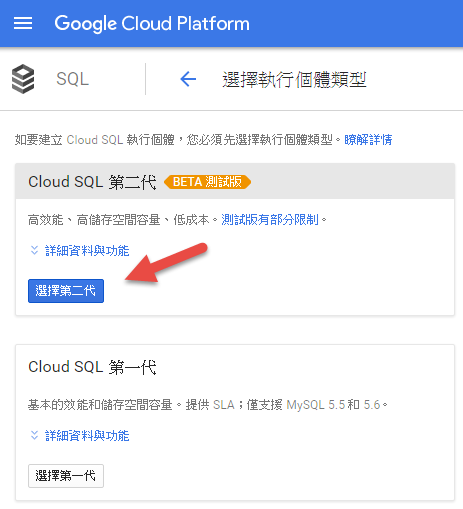 Google Cloud Platform
SQL
選擇執行個體類型
如要建立 Cloud SQL 執行個體，您必須先選擇執行個體類型。瞭解詳情
Cloud SQL 第二代 BETA 測試版
高效能、高儲存空間容量、低成本。測試版有部分限制。
詳細資料與功能
選擇第二代
Cloud SQL 第一代
基本的效能和儲存空間容量。提供 SLA；僅支援 MySQL 5.5 和 5.6。
詳細資料與功能
選擇第一代